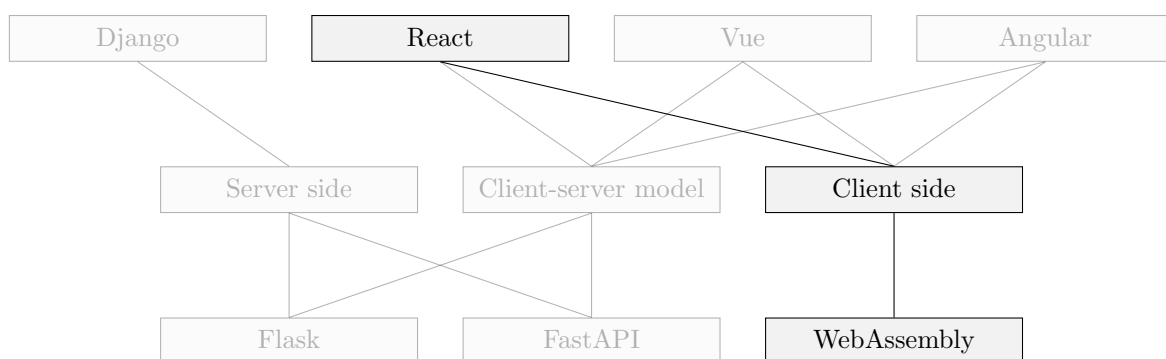 Django React Vue Angular
Server side Client-server model Client side
Flask FastAPI WebAssembly